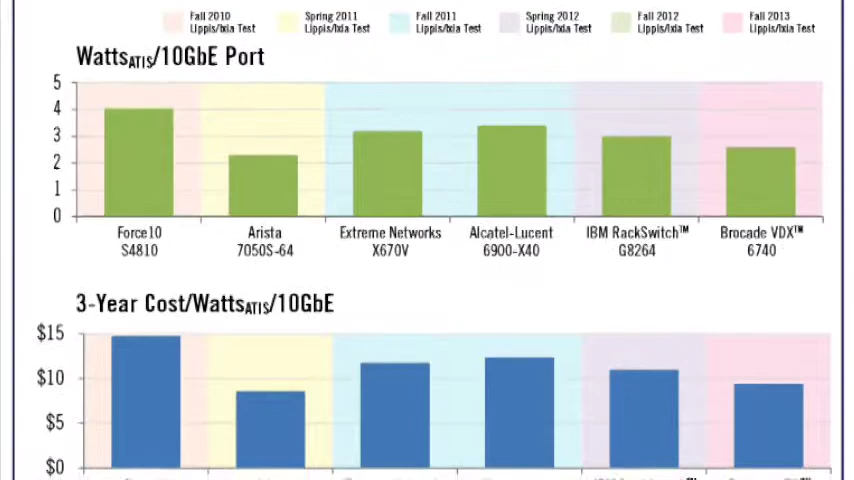 Fall 2010
Lippis/Ixia Test
Spring 2011
Lippis/Ixia Test
Fall 2011
Lippis/Ixia Test
Spring 2012
Lippis/Ixia Test
Fall 2012
Lippis/Ixia Test
Fall 2013
Lippis/Ixia Test
WattsATIS/10GbE Port
5
4
3
2
1
0
Force10
S4810
Arista
7050S-64
Extreme Networks
X670V
Alcatel-Lucent
6900-X40
IBM RackSwitch™
G8264
Brocade VDX™
6740
3-Year Cost/WattsATIS/10GbE
$15
$10
$5
$0